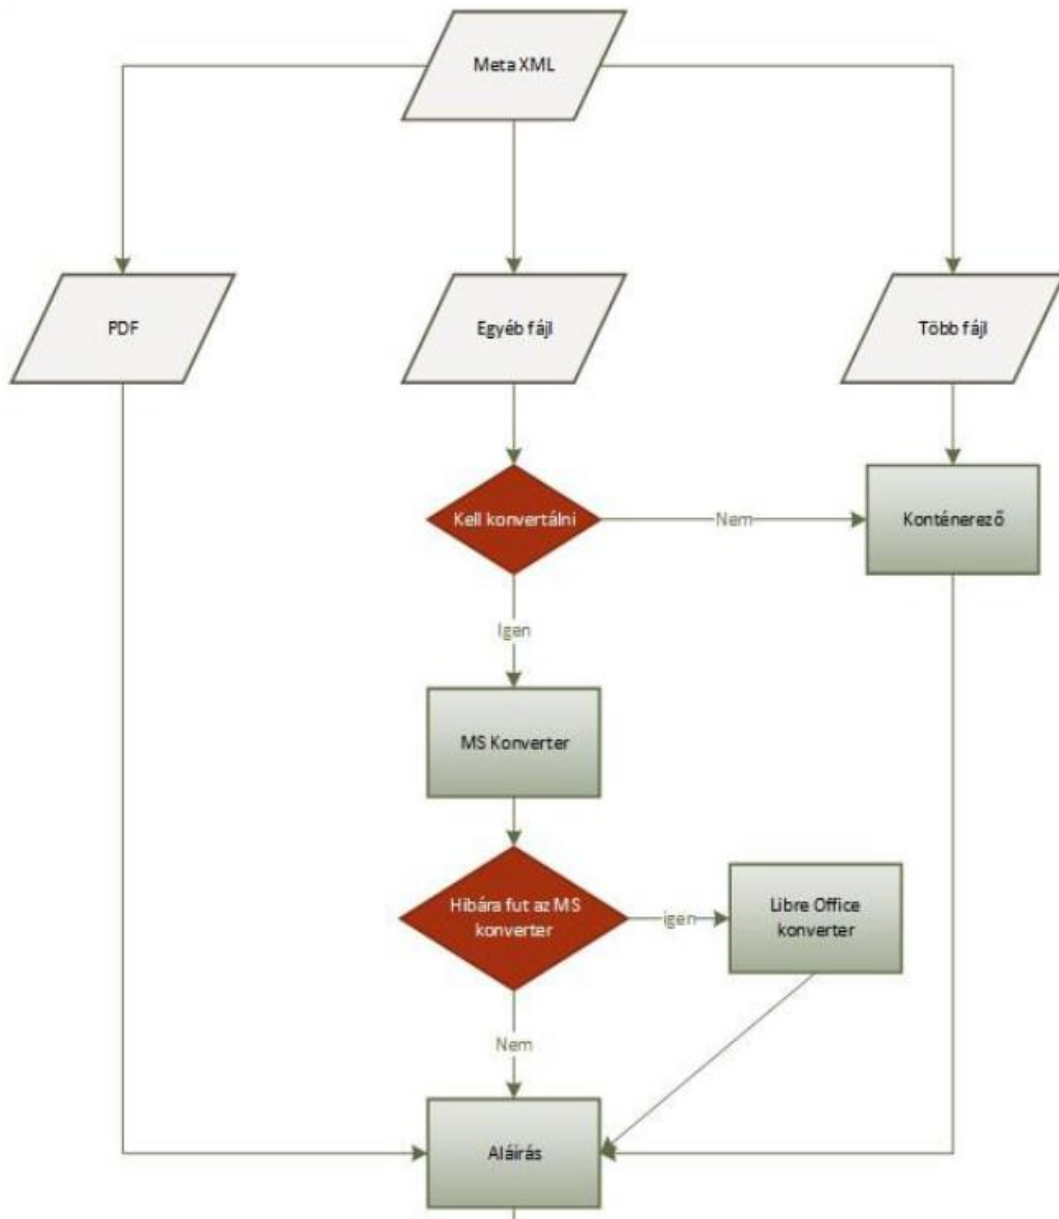 Meta XML
PDF
Egyéb fájl
Több fájl
Kell konvertálni
Nem
Konténerező
Igen
MS Konverter
Hibára fut az MS
konverter
igen
Libre Office
konverter
Nem
Aláírás